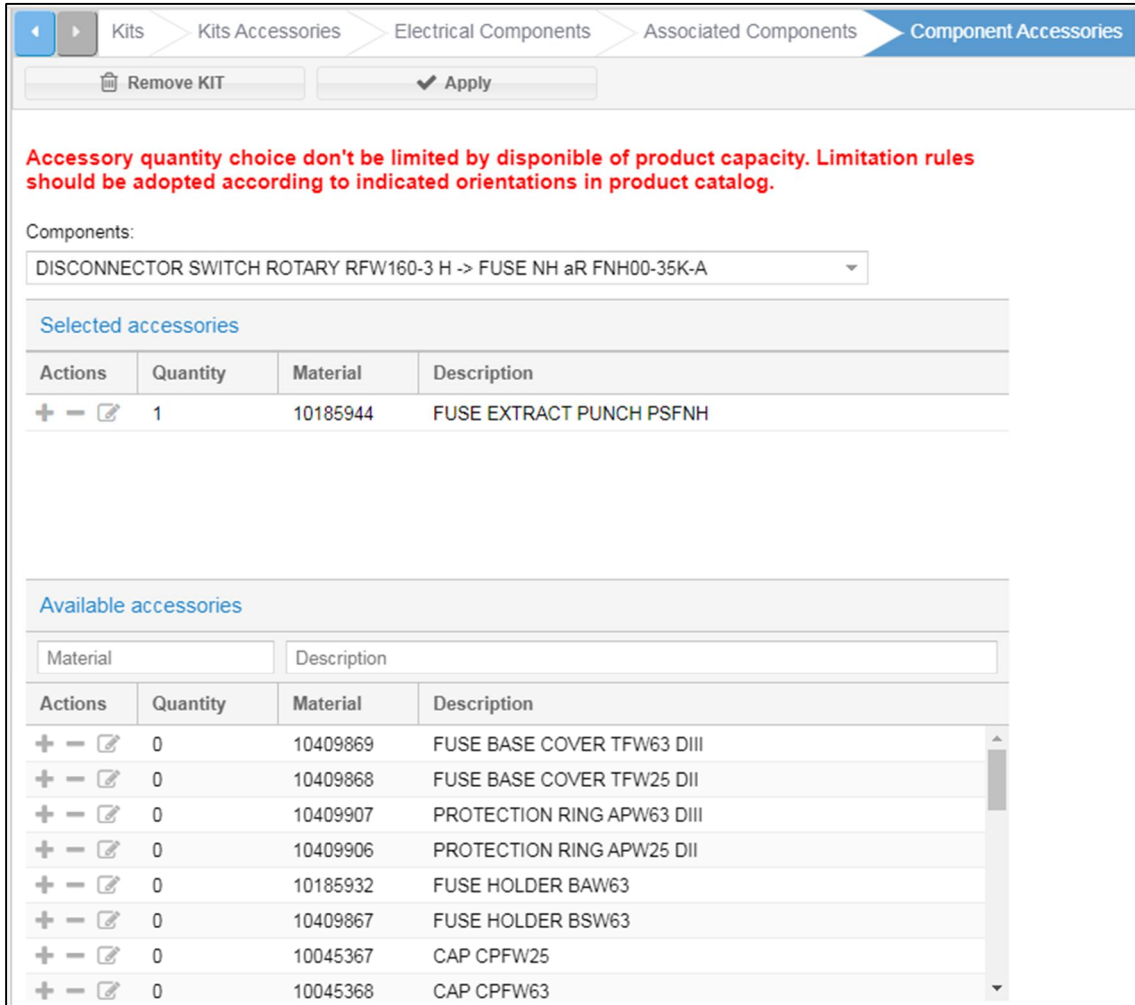 Kits Kits Accessories Electrical Components Associated Components Component Accessories
Remove KIT Apply
Accessory quantity choice don't be limited by disponible of product capacity. Limitation rules
should be adopted according to indicated orientations in product catalog.
Components:
DISCONNECTOR SWITCH ROTARY RFW160-3 H -> FUSE NH aR FNH00-35K-A
Selected accessories
Actions Quantity Material Description
1 10185944 FUSE EXTRACT PUNCH PSFNH
Available accessories
Material Description
Actions Quantity Material Description
0 10409869 FUSE BASE COVER TFW63 DIII
0 10409868 FUSE BASE COVER TFW25 DII
0 10409907 PROTECTION RING APW63 DIII
0 10409906 PROTECTION RING APW25 DII
0 10185932 FUSE HOLDER BAW63
0 10409867 FUSE HOLDER BSW63
0 10045367 CAP CPFW25
0 10045368 CAP CPFW63